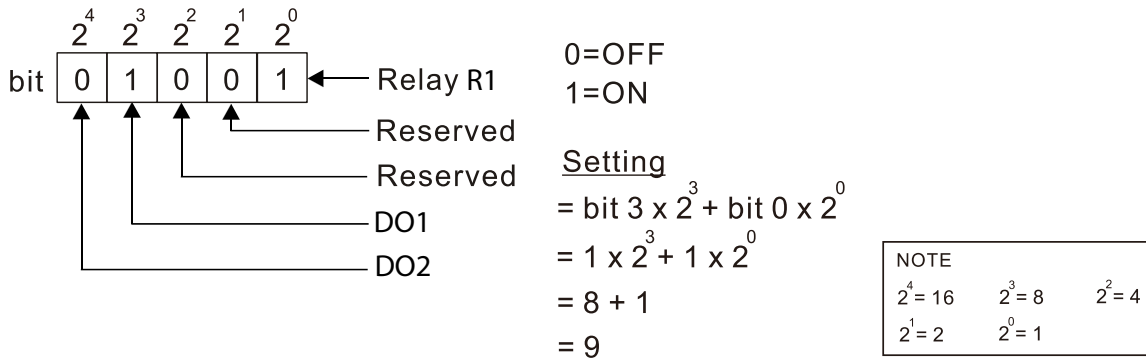 2⁴ 2³ 2² 2¹ 2⁰
bit 0 1 0 0 1 Relay R1
Reserved
Reserved
DO1
DO2
0=OFF
1=ON
Setting
= bit 3 x 2³ + bit 0 x 2⁰
= 1 x 2³ + 1 x 2⁰
= 8 + 1
= 9
NOTE
2⁴ = 16 2³ = 8 2² = 4
2¹ = 2 2⁰ = 1